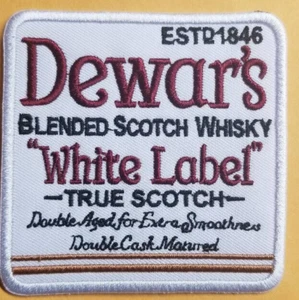 ESTD1846
Dewar's
BLENDED SCOTCH WHISKY
"White Label"
-TRUE SCOTCH-
Double Aged for Extra Smoothness
Double Cask Matured